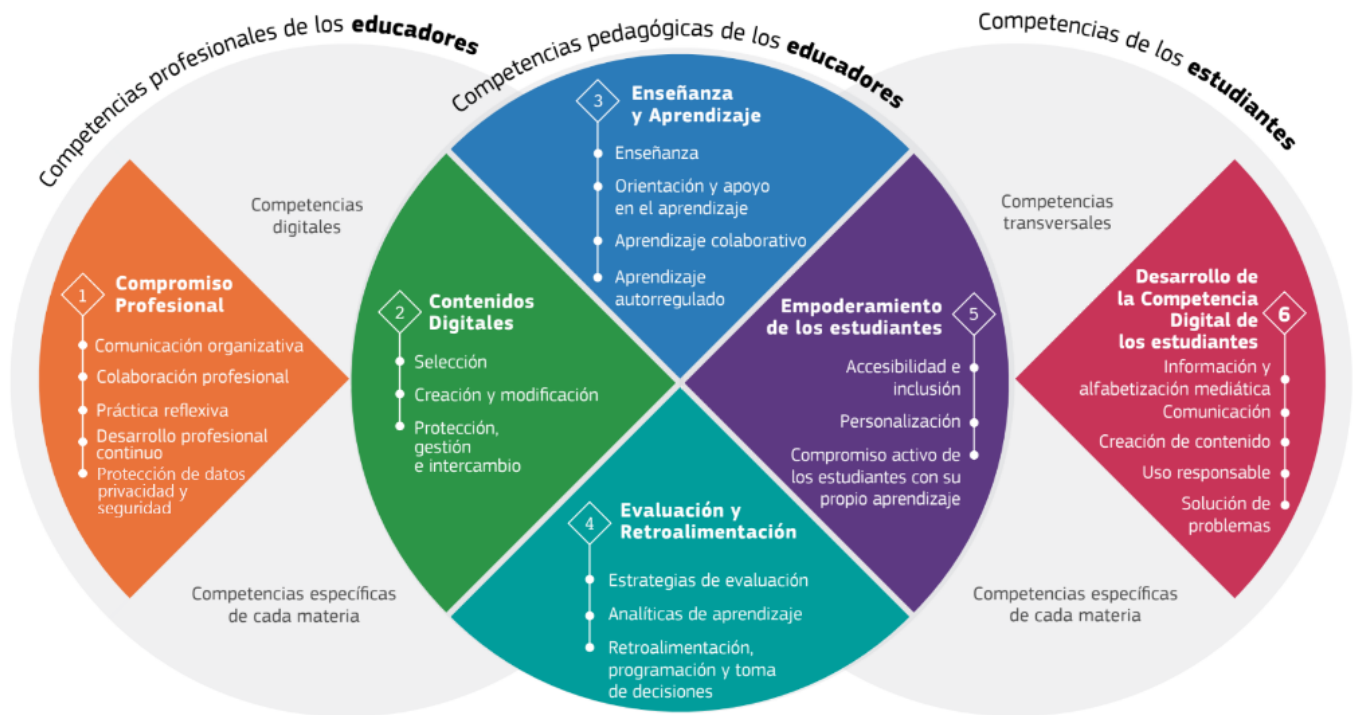 Competencias profesionales de los educadores
Competencias pedagógicas de los educadores
Competencias de los estudiantes
Competencias
digitales
Competencias específicas
de cada materia
1
Compromiso
Profesional
Comunicación organizativa
Colaboración profesional
Práctica reflexiva
Desarrollo profesional
continuo
Protección de datos
privacidad y
seguridad
2
Contenidos
Digitales
Selección
Creación y modificación
Protección,
gestión
e intercambio
3
Enseñanza
y Aprendizaje
Enseñanza
Orientación y apoyo
en el aprendizaje
Aprendizaje colaborativo
Aprendizaje
autorregulado
4
Evaluación y
Retroalimentación
Estrategias de evaluación
Analíticas de aprendizaje
Retroalimentación,
programación y toma
de decisiones
5
Empoderamiento
de los estudiantes
Accesibilidad e
inclusión
Personalización
Compromiso activo de
los estudiantes con su
propio aprendizaje
Competencias
transversales
Competencias específicas
de cada materia
6
Desarrollo de
la Competencia
Digital de
los estudiantes
Información y
alfabetización mediática
Comunicación
Creación de contenido
Uso responsable
Solución de
problemas